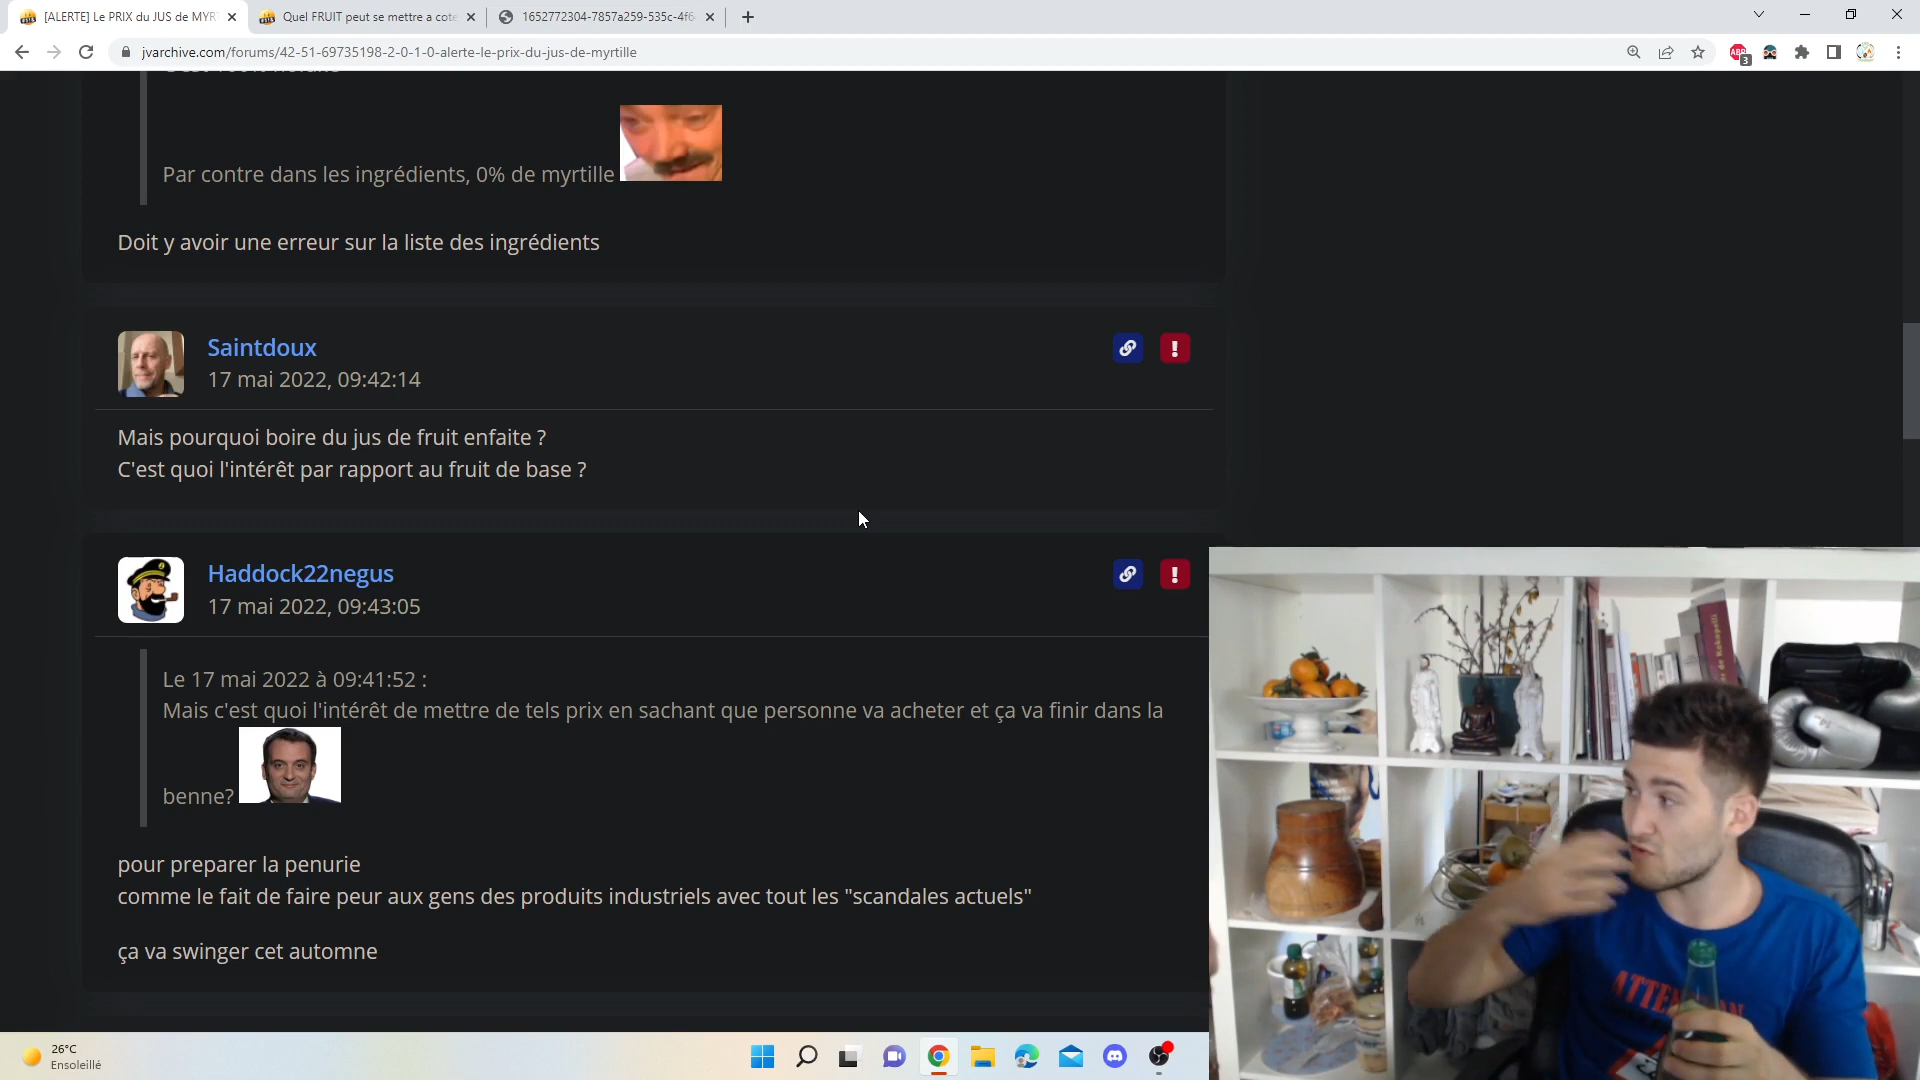 [ALERTE] Le PRIX du JUS de MYRT
Quel FRUIT peut se mettre a cote
1652772304-7857a259-535c-4f6
jvarchive.com/forums/42-51-69735198-2-0-1-0-alerte-le-prix-du-jus-de-myrtille
ABP
3
Par contre dans les ingrédients, 0% de myrtille
Doit y avoir une erreur sur la liste des ingrédients
Saintdoux
17 mai 2022, 09:42:14
Mais pourquoi boire du jus de fruit enfaite ?
C'est quoi l'intérêt par rapport au fruit de base ?
Haddock22negus
17 mai 2022, 09:43:05
Le 17 mai 2022 à 09:41:52 :
Mais c'est quoi l'intérêt de mettre de tels prix en sachant que personne va acheter et ça va finir dans la
benne?
pour preparer la penurie
comme le fait de faire peur aux gens des produits industriels avec tout les "scandales actuels"
ça va swinger cet automne
26°C
Ensoleillé